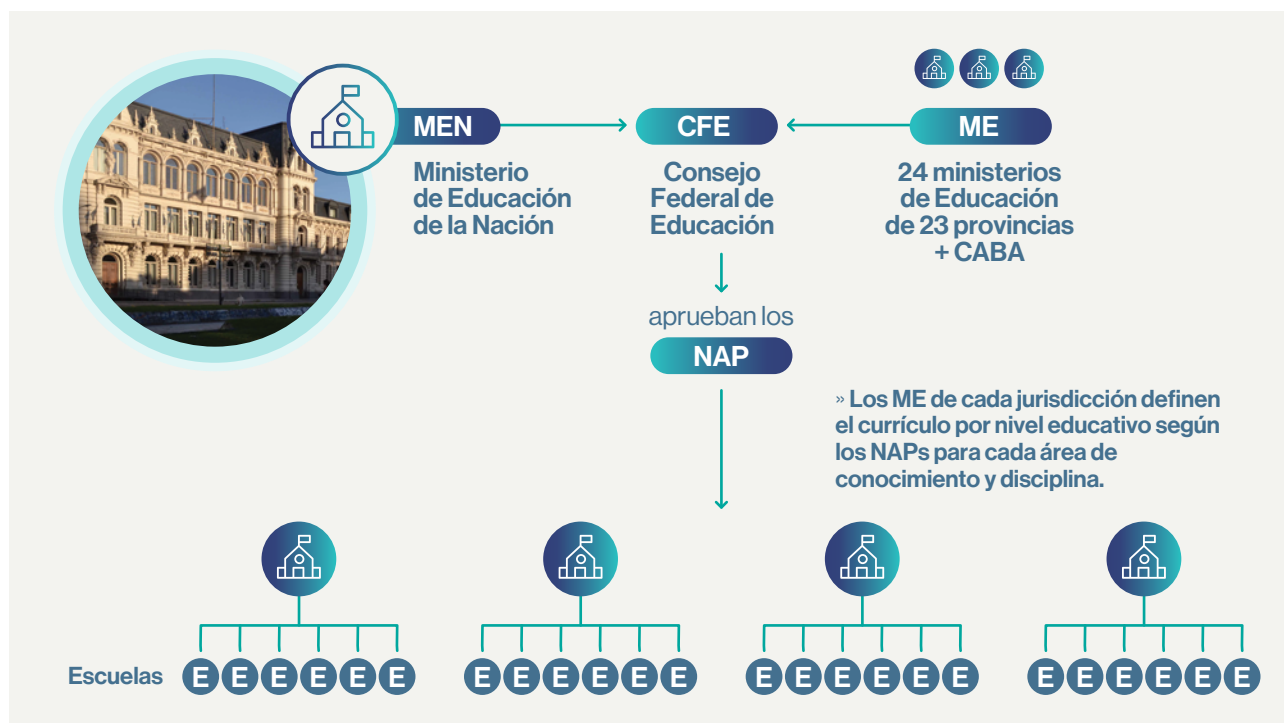 MEN
CFE
ME
Ministerio
de Educación
de la Nación
Consejo
Federal de
Educación
24 ministerios
de Educación
de 23 provincias
+ CABA
aprueban los
NAP
» Los ME de cada jurisdicción definen
el currículo por nivel educativo según
los NAPs para cada área de
conocimiento y disciplina.
Escuelas E E E E E E E E E E E E E E E E E E E E E E E E